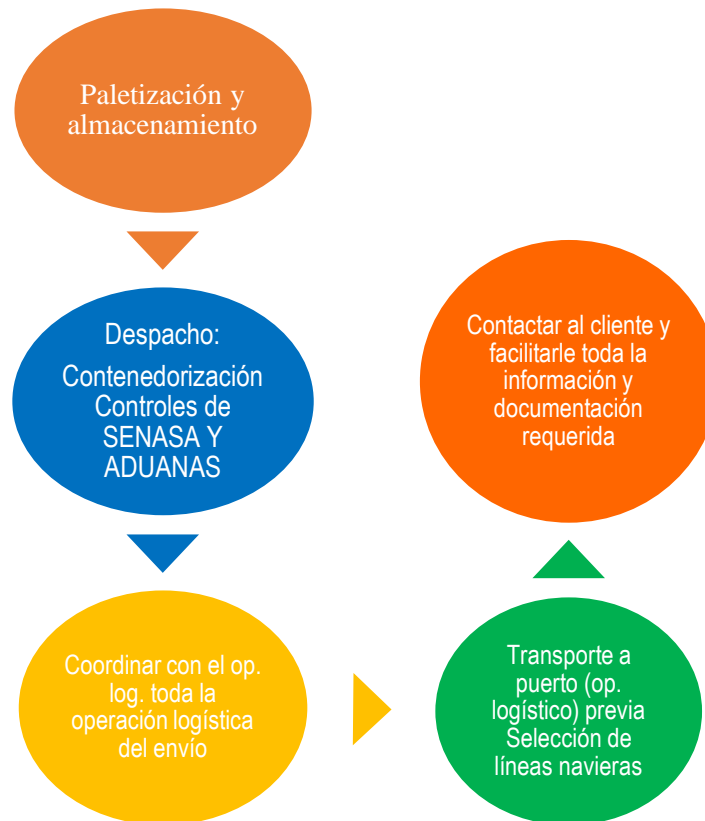 Paletización y
almacenamiento
Despacho:
Contenedorización
Controles de
SENASA Y
ADUANAS
Coordinar con el op.
log. toda la
operación logística
del envío
Transporte a
puerto (op.
logístico) previa
Selección de
líneas navieras
Contactar al cliente y
facilitarle toda la
información y
documentación
requerida